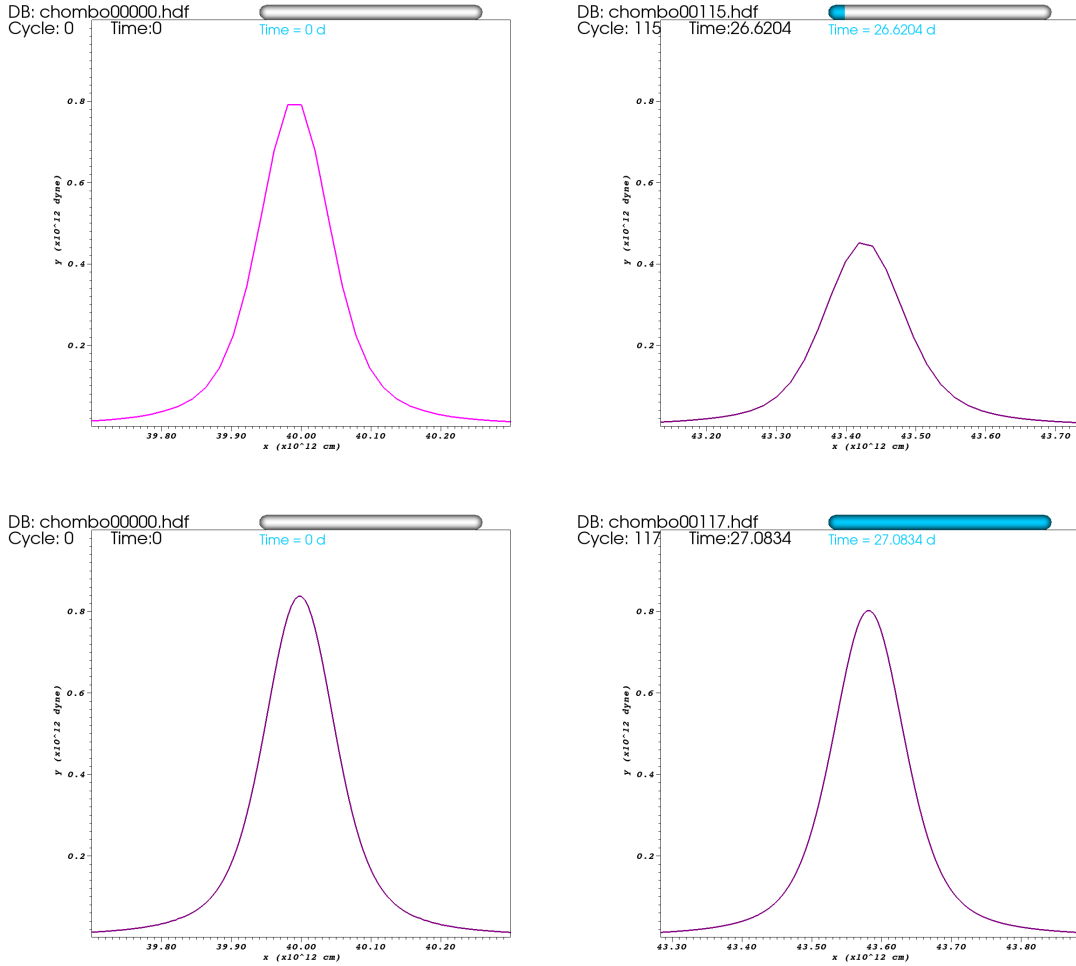 DB: chombo00000.hdf
Cycle: 0 Time:0
Time = 0 d
0.8
0.6
0.4
0.2
y (x10^12 dyne)
39.80 39.90 40.00 40.10 40.20
x (x10^12 cm)
DB: chombo00115.hdf
Cycle: 115 Time:26.6204
Time = 26.6204 d
0.8
0.6
0.4
0.2
y (x10^12 dyne)
43.20 43.30 43.40 43.50 43.60 43.70
x (x10^12 cm)
DB: chombo00000.hdf
Cycle: 0 Time:0
Time = 0 d
0.8
0.6
0.4
0.2
y (x10^12 dyne)
39.80 39.90 40.00 40.10 40.20
x (x10^12 cm)
DB: chombo00117.hdf
Cycle: 117 Time:27.0834
Time = 27.0834 d
0.8
0.6
0.4
0.2
y (x10^12 dyne)
43.30 43.40 43.50 43.60 43.70 43.80
x (x10^12 cm)